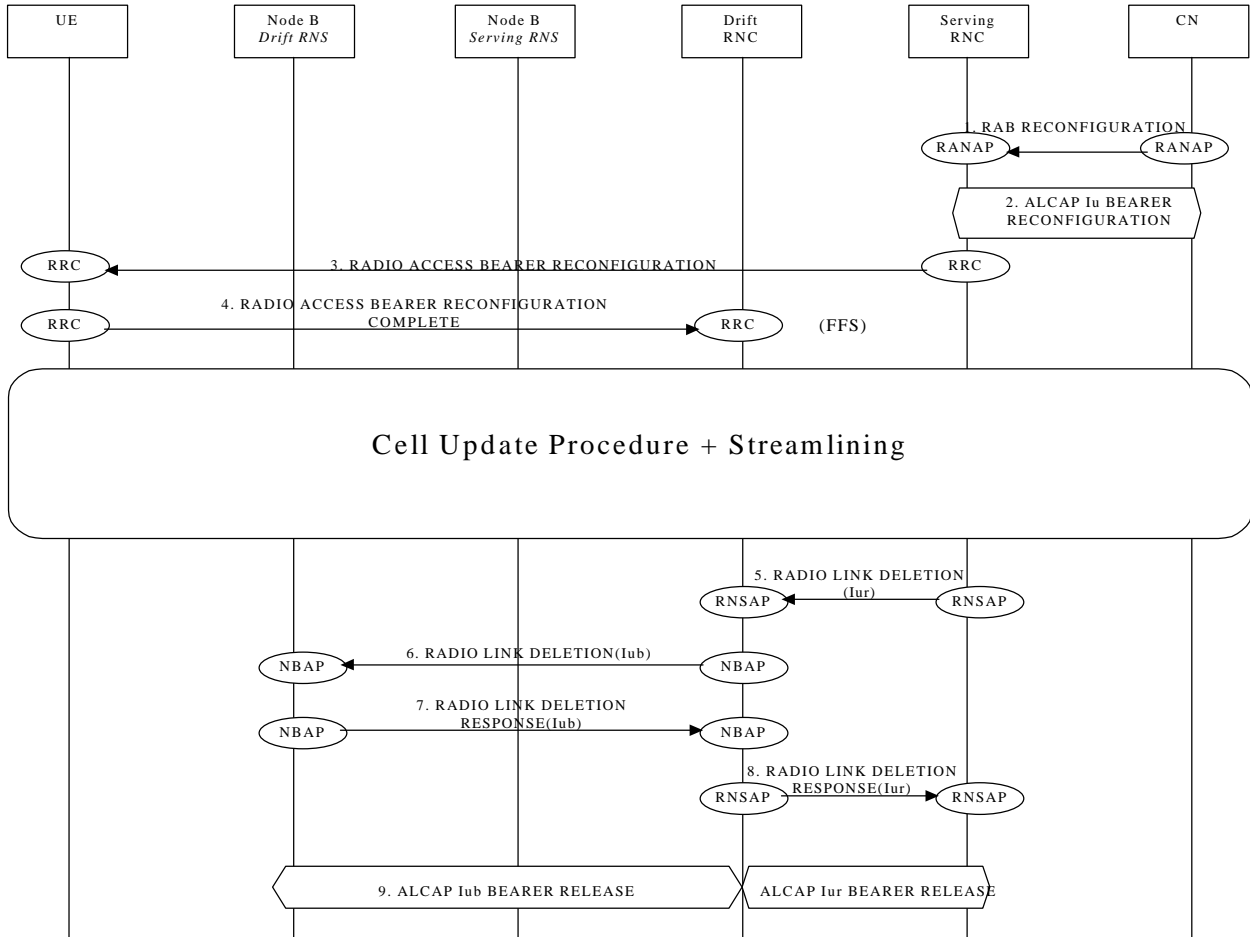 UE
Node B
Drift RNS
Node B
Serving RNS
Drift
RNC
Serving
RNC
CN
1. RAB RECONFIGURATION
RANAP
RANAP
2. ALCAP Iu BEARER
RECONFIGURATION
RRC
3. RADIO ACCESS BEARER RECONFIGURATION
RRC
4. RADIO ACCESS BEARER RECONFIGURATION
COMPLETE
RRC
RRC
(FFS)
Cell Update Procedure + Streamlining
5. RADIO LINK DELETION
(Iur)
RNSAP
RNSAP
6. RADIO LINK DELETION(Iub)
NBAP
NBAP
7. RADIO LINK DELETION
RESPONSE(Iub)
NBAP
NBAP
8. RADIO LINK DELETION
RESPONSE(Iur)
RNSAP
RNSAP
9. ALCAP Iub BEARER RELEASE
ALCAP Iur BEARER RELEASE